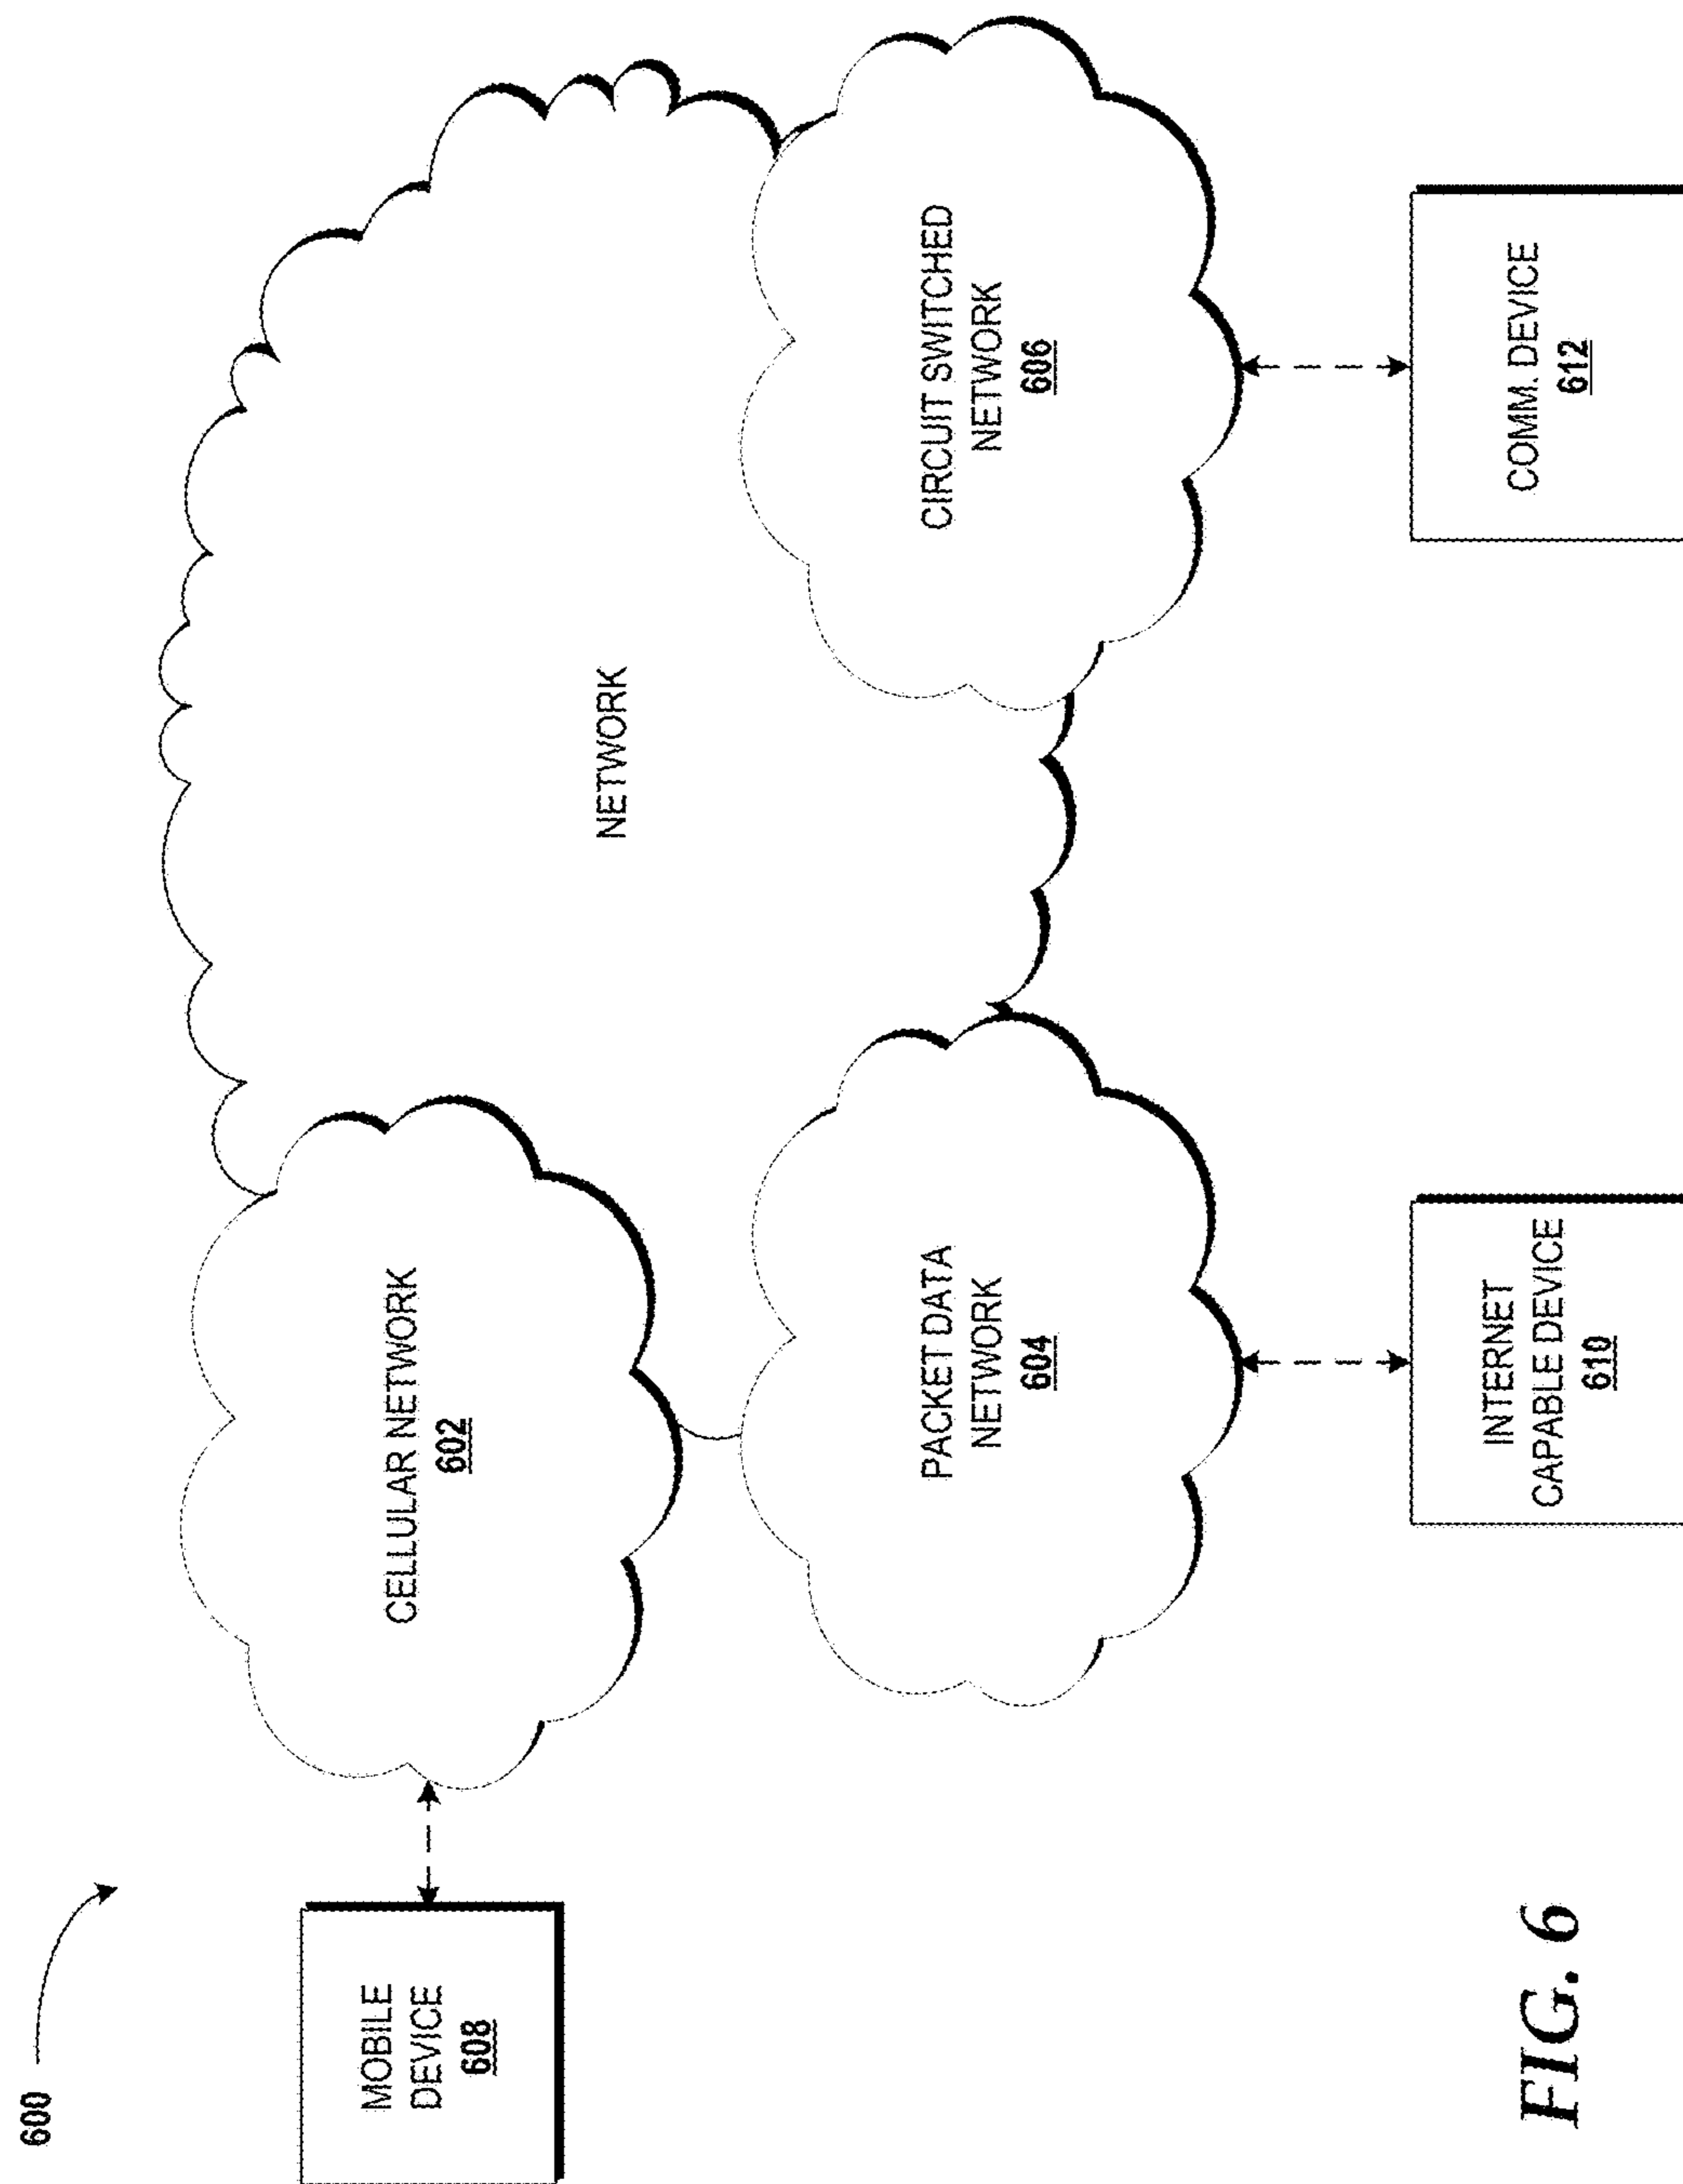 600
MOBILE
DEVICE
608
CELLULAR NETWORK
602
NETWORK
PACKET DATA
NETWORK
604
CIRCUIT SWITCHED
NETWORK
606
INTERNET
CAPABLE DEVICE
610
COMM. DEVICE
612
FIG. 6